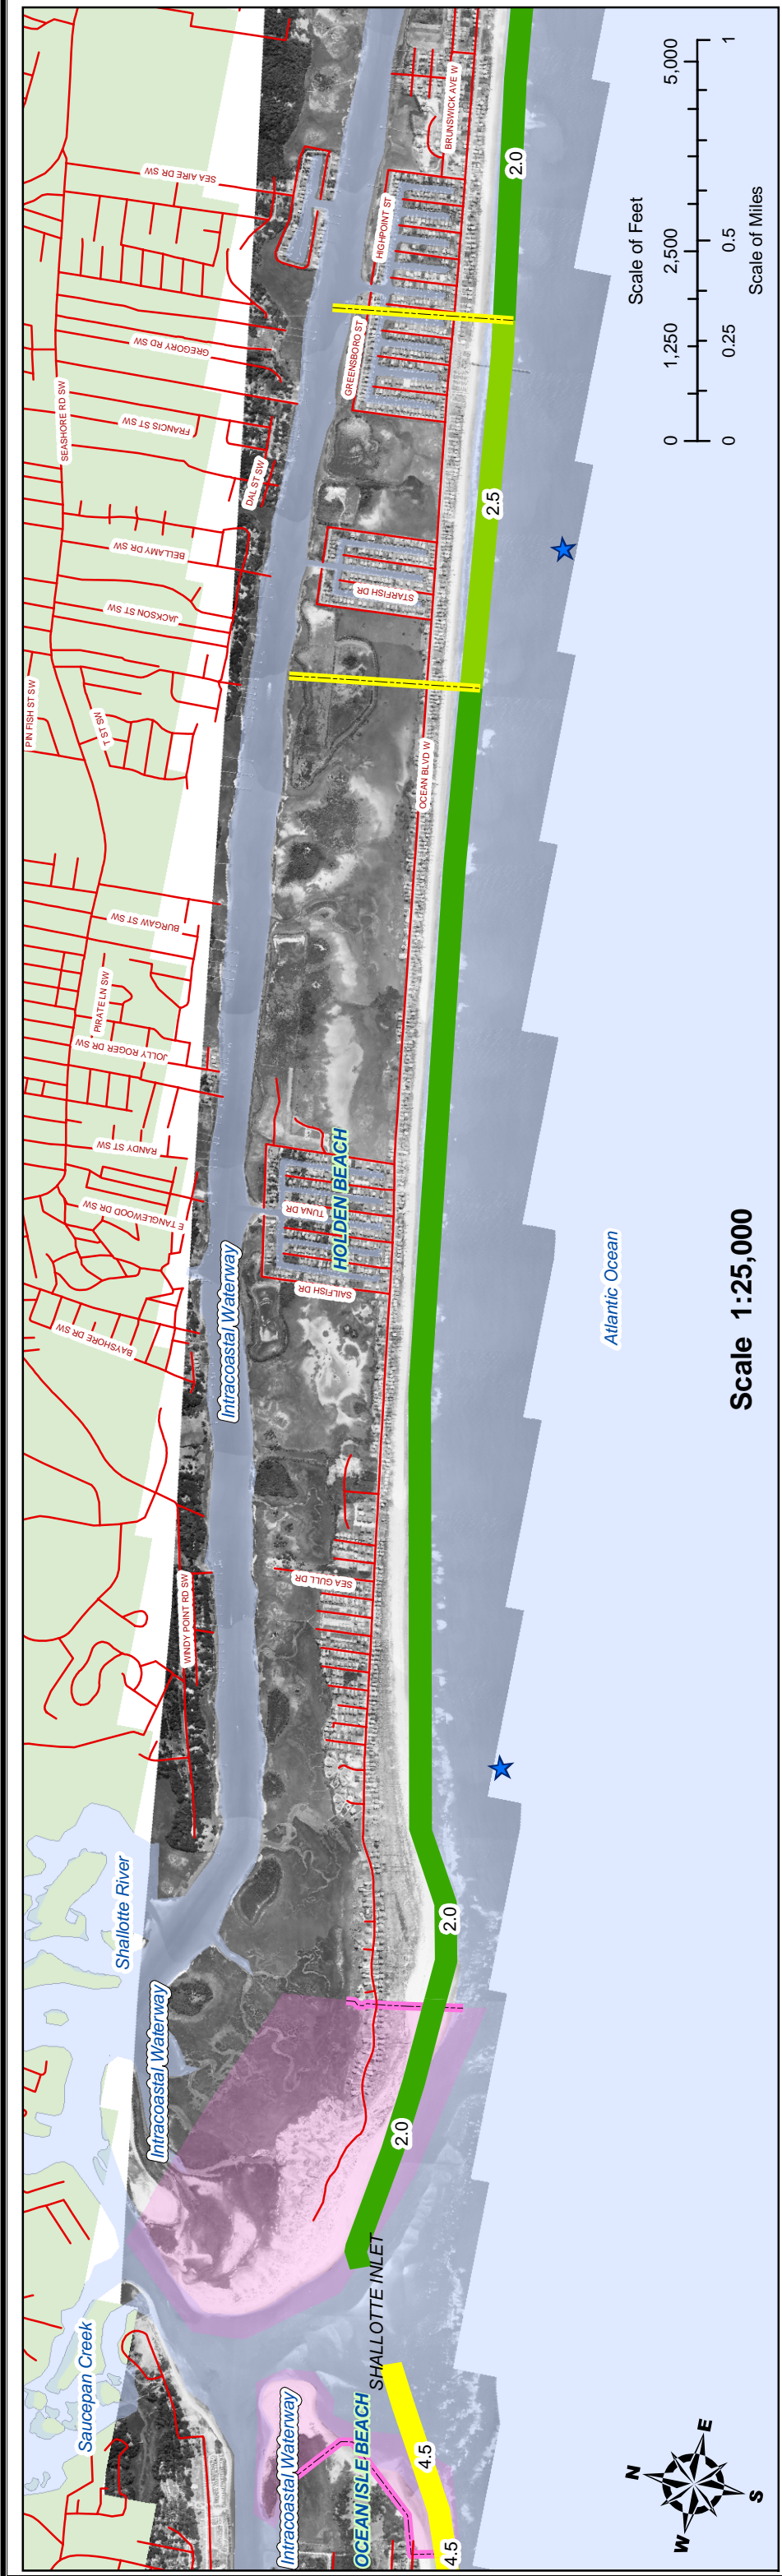 SEA AIRE DR SW
GREGORY RD SW
SEASHORE RD SW
FRANCIS ST SW
DAL ST SW
BELLAMY DR SW
JACKSON ST SW
PIN FISH ST SW
T ST SW
BURGAW ST SW
PIRATE LN SW
JOLLY ROGER DR SW
RANDY ST SW
E TANGLEWOOD DR SW
BAYSHORE DR SW
WINDY POINT RD SW
BRUNSWICK AVE W
HIGHPOINT ST
GREENSBORO ST
STARFISH DR
OCEAN BLVD W
TUNA DR
HOLDEN BEACH
SAILFISH DR
SEA GULL DR
Intracoastal Waterway
Shallotte River
Intracoastal Waterway
Saucepan Creek
Intracoastal Waterway
OCEAN ISLE BEACH
SHALLOTTE INLET
2.0
2.5
2.0
2.0
4.5
4.5
Atlantic Ocean
Scale 1:25,000
Scale of Feet
0 1,250 2,500 5,000
0 0.25 0.5 1
Scale of Miles
N
E
S
W